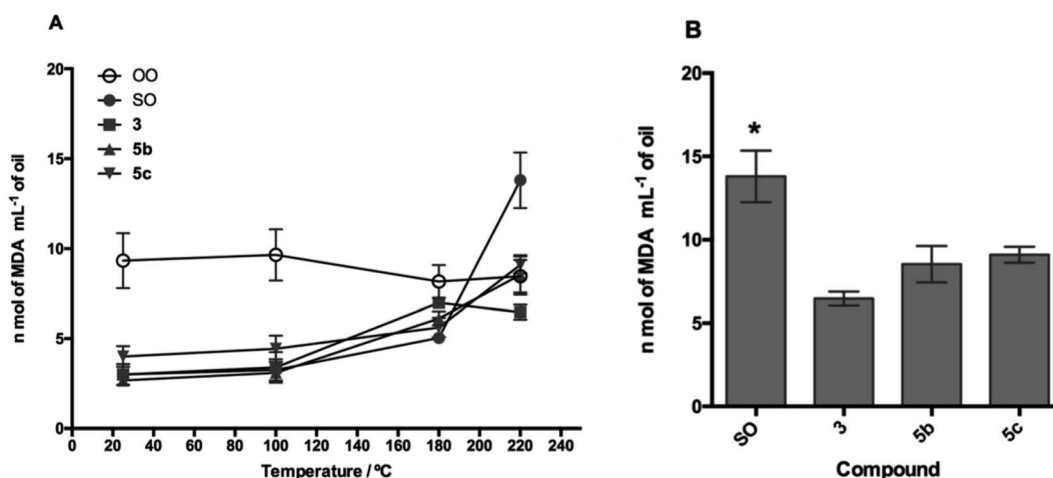 A
n mol of MDA mL⁻¹ of oil
20
15
10
5
0
OO
SO
3
5b
5c
0 20 40 60 80 100 120 140 160 180 200 220 240
Temperature / ºC
B
n mol of MDA mL⁻¹ of oil
20
15
10
5
0
*
SO 3 5b 5c
Compound